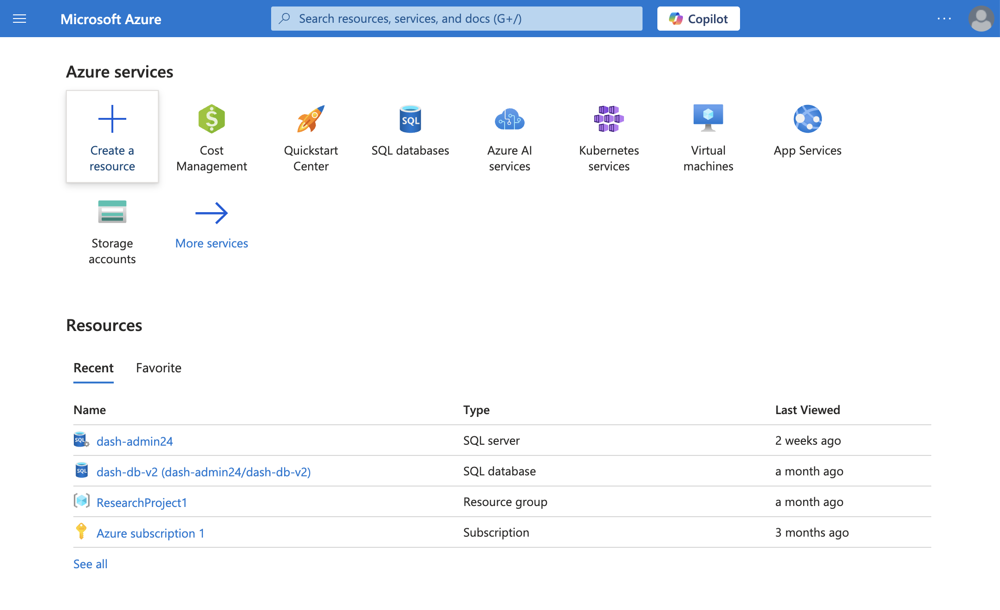 Microsoft Azure
Search resources, services, and docs (G+/)
Copilot
Azure services
Create a
resource
Cost
Management
Quickstart
Center
SQL
SQL databases
Azure AI
services
Kubernetes
services
Virtual
machines
App Services
Storage
accounts
More services
Resources
Recent Favorite
Name Type Last Viewed
SQL dash-admin24 SQL server 2 weeks ago
SQL dash-db-v2 (dash-admin24/dash-db-v2) SQL database a month ago
ResearchProject1 Resource group a month ago
Azure subscription 1 Subscription 3 months ago
See all